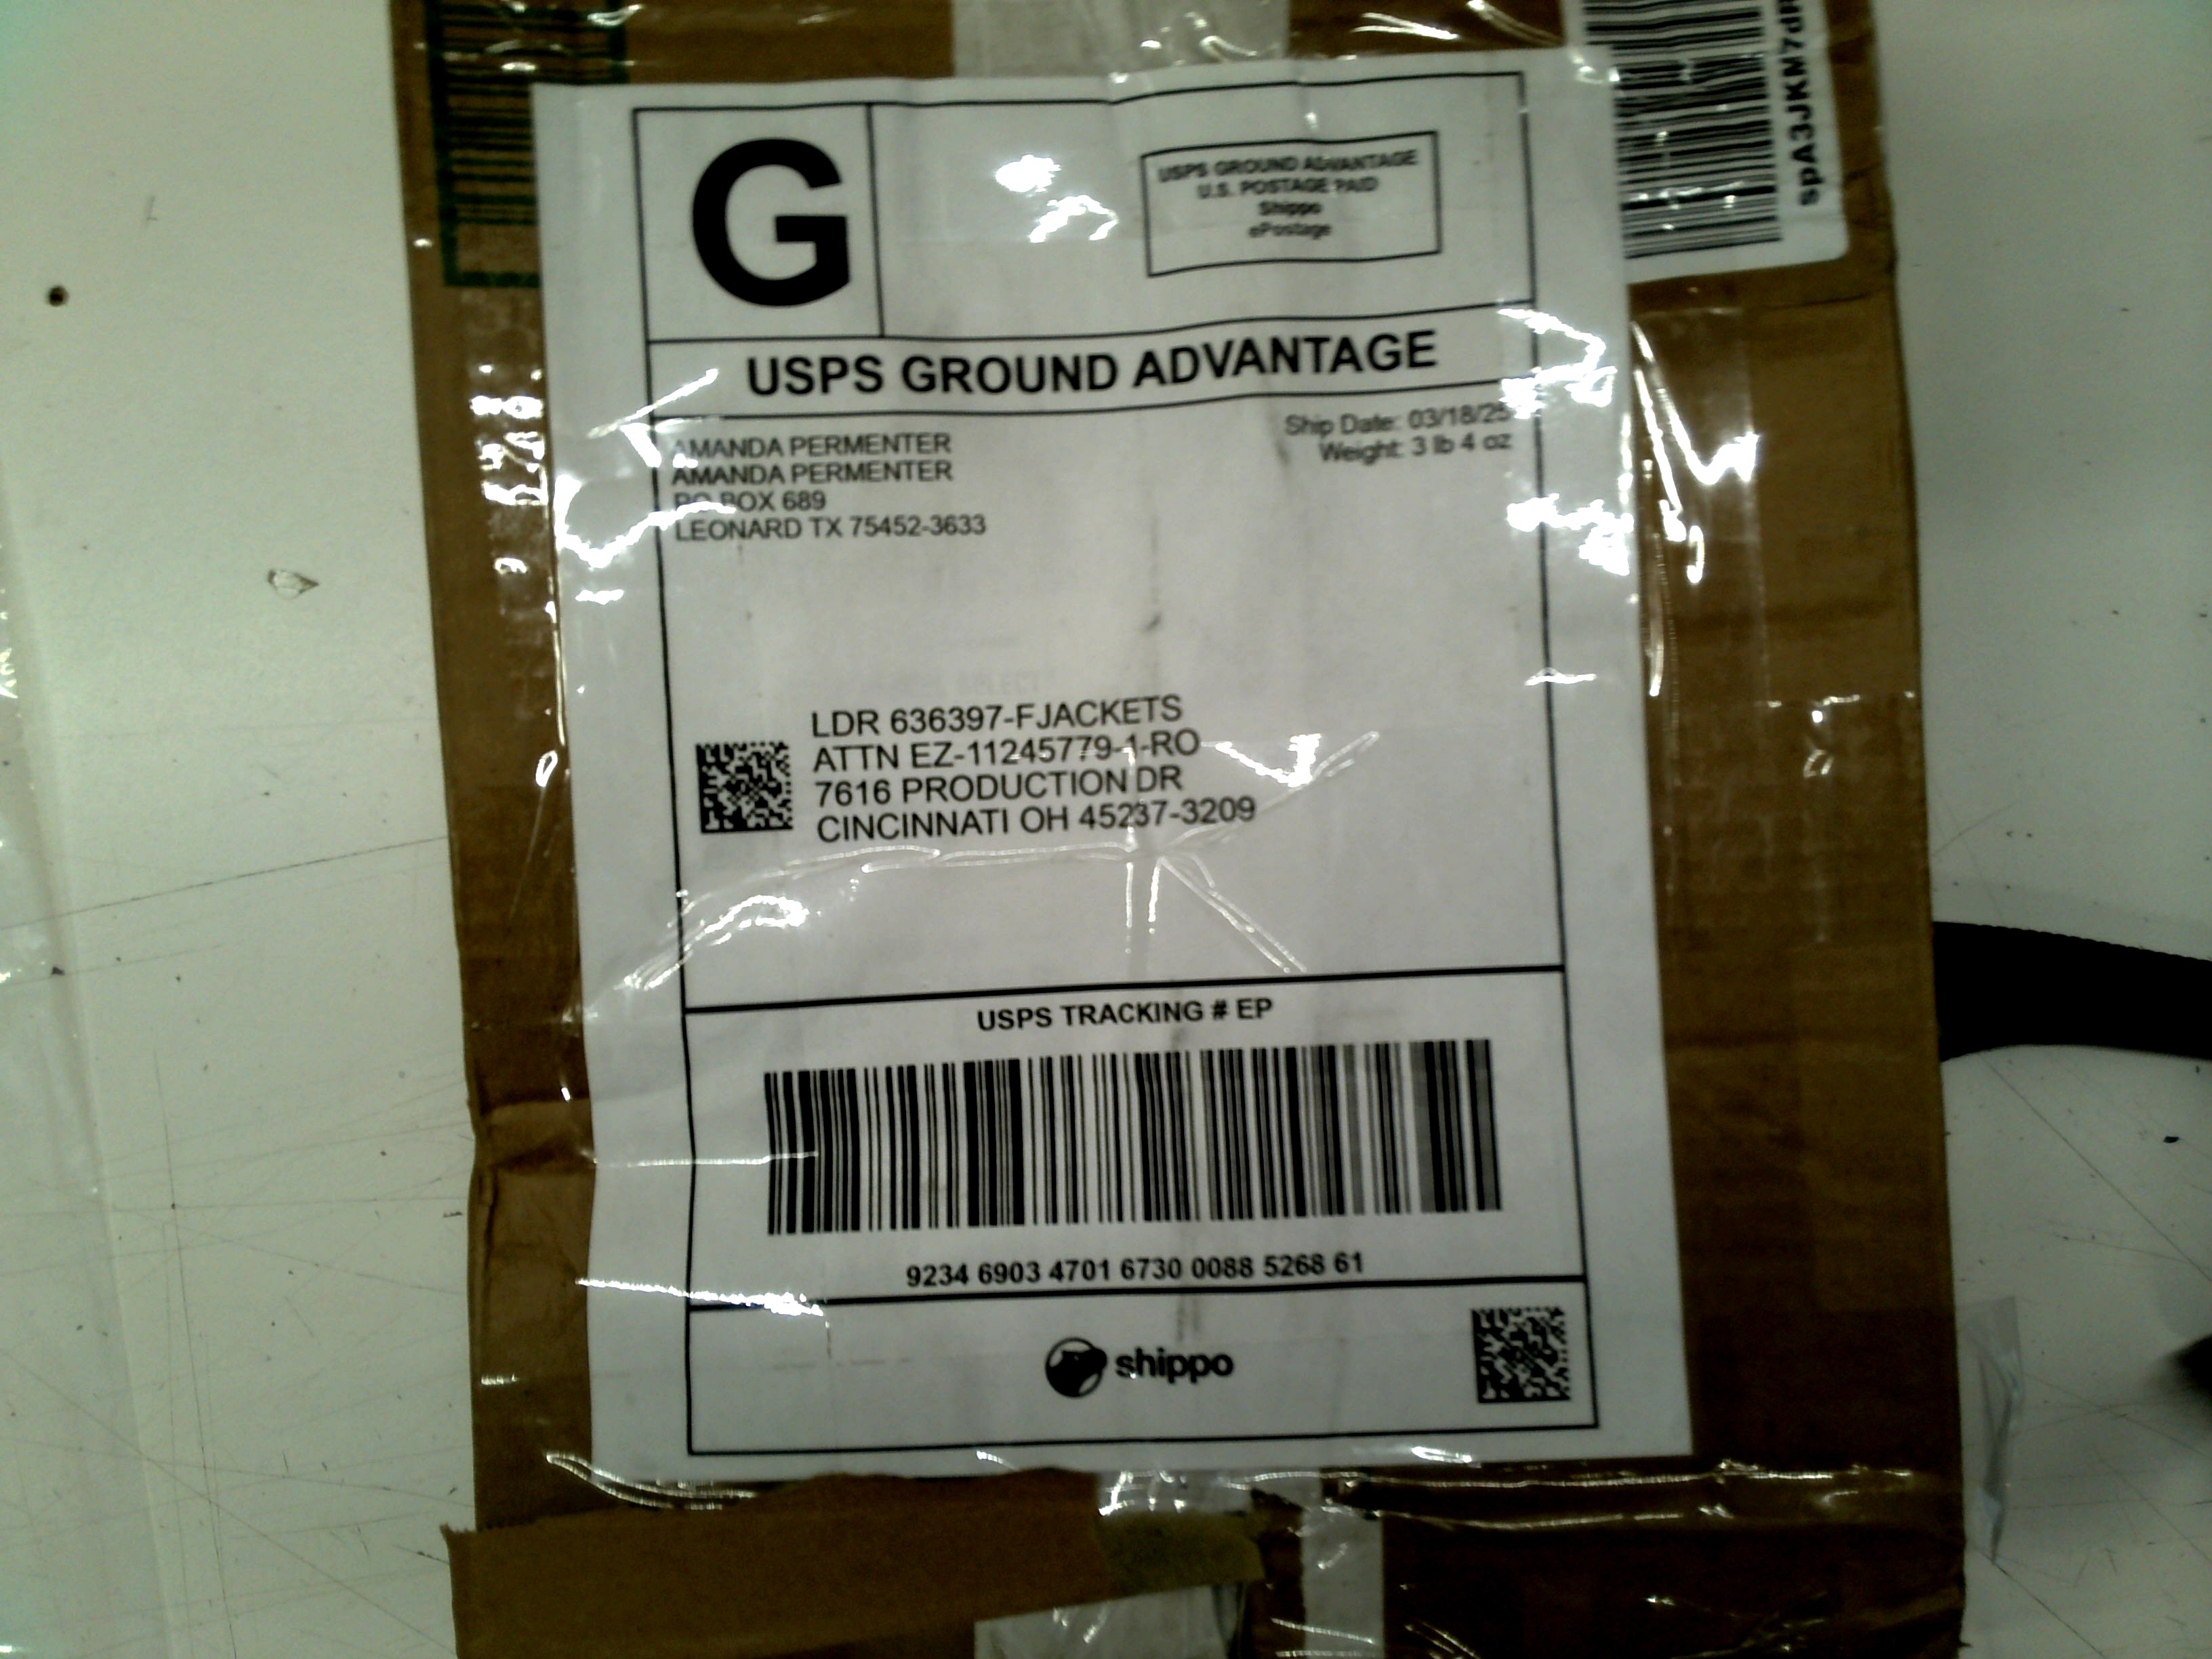 G
USPS GROUND ADVANTAGE
U.S. POSTAGE PAID
Shippo
ePostage
USPS GROUND ADVANTAGE
Ship Date: 03/18/25
Weight: 3 lb 4 oz
AMANDA PERMENTER
AMANDA PERMENTER
PO BOX 689
LEONARD TX 75452-3633
LDR 636397-FJACKETS
ATTN EZ-11245779-1-RO
7616 PRODUCTION DR
CINCINNATI OH 45237-3209
USPS TRACKING # EP
9234 6903 4701 6730 0088 5268 61
shippo